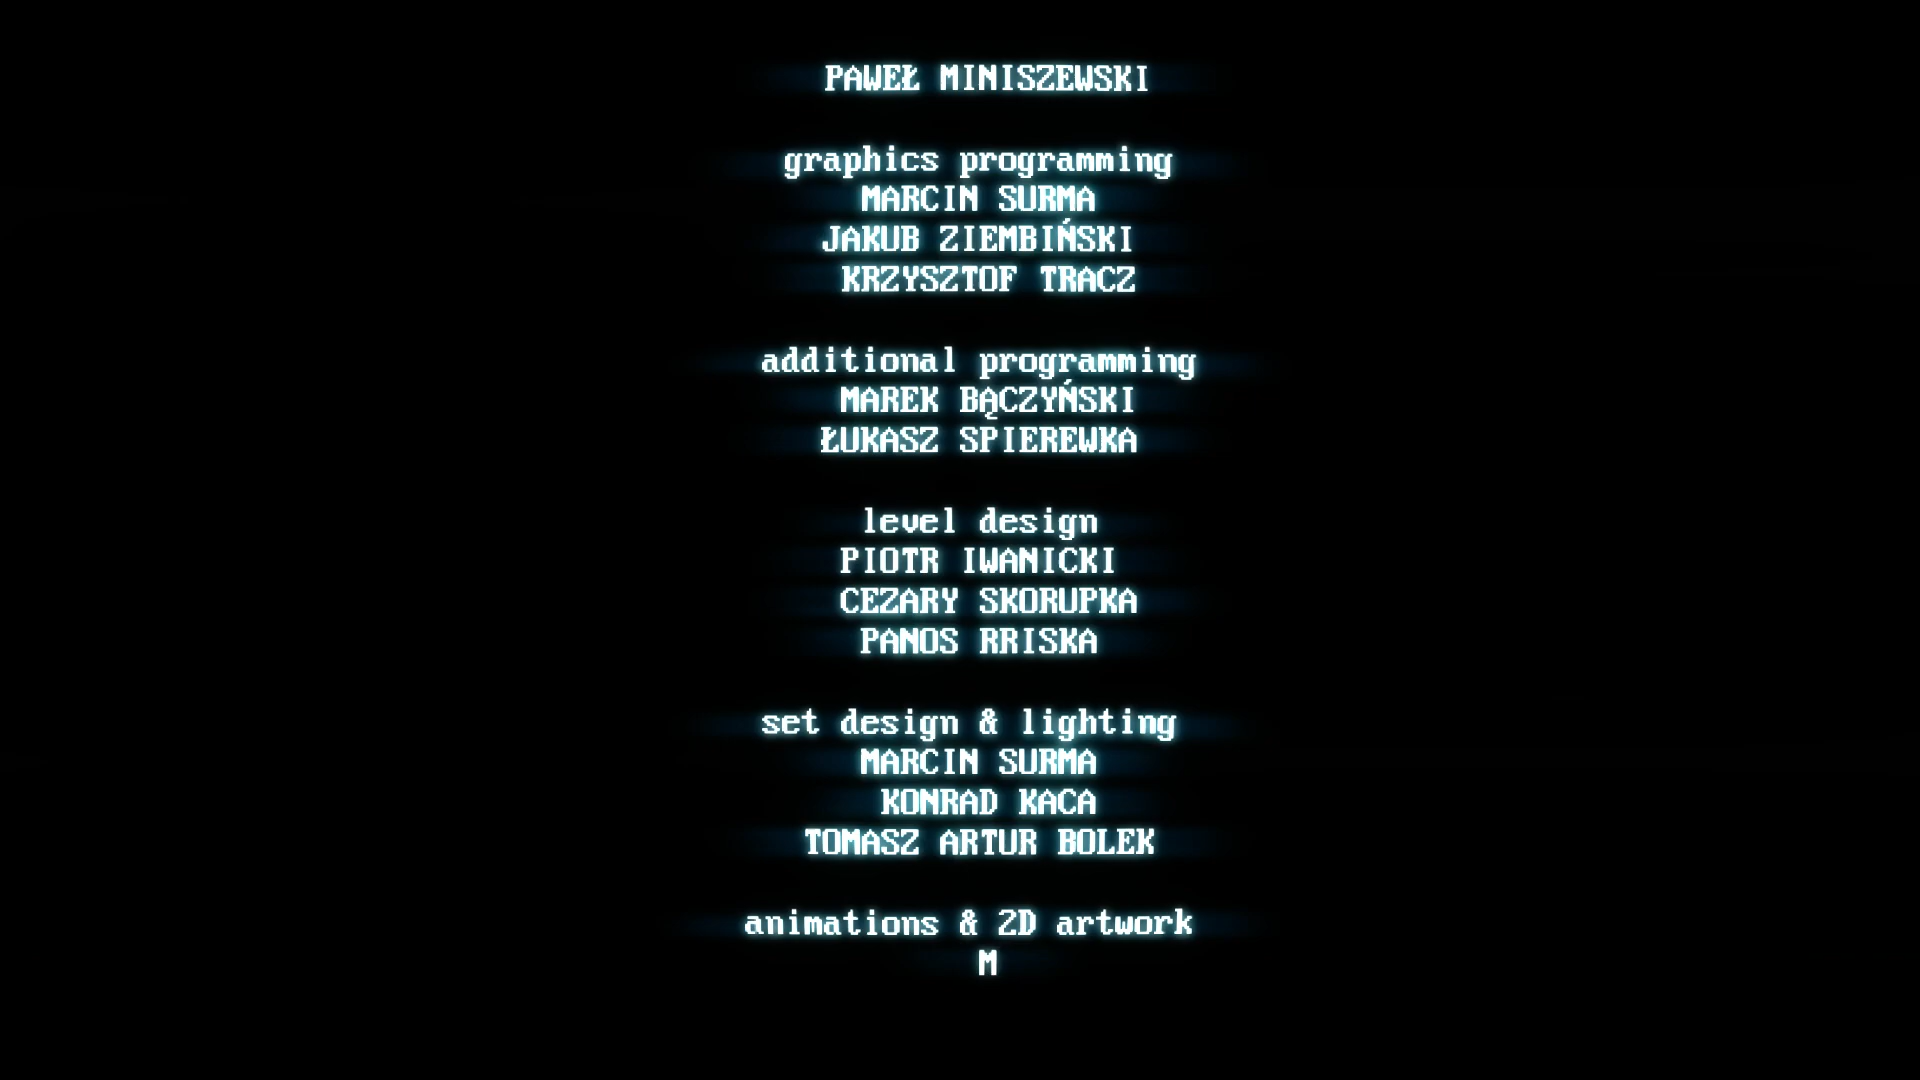 PAWEŁ MINISZEWSKI
graphics programming
MARCIN SURMA
JAKUB ZIEMBIŃSKI
KRZYSZTOF TRACZ
additional programming
MAREK BĄCZYŃSKI
ŁUKASZ SPIEREWKA
level design
PIOTR IWANICKI
CEZARY SKORUPKA
PANOS RRISKA
set design & lighting
MARCIN SURMA
KONRAD KACA
TOMASZ ARTUR BOLEK
animations & 2D artwork
M